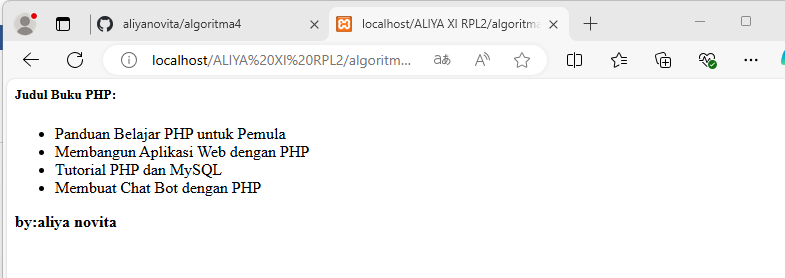 aliyanovita/algoritma4
localhost/ALIYA XI RPL2/algoritma
localhost/ALIYA%20XI%20RPL2/algoritm...
Judul Buku PHP:
Panduan Belajar PHP untuk Pemula
Membangun Aplikasi Web dengan PHP
Tutorial PHP dan MySQL
Membuat Chat Bot dengan PHP
by:aliya novita